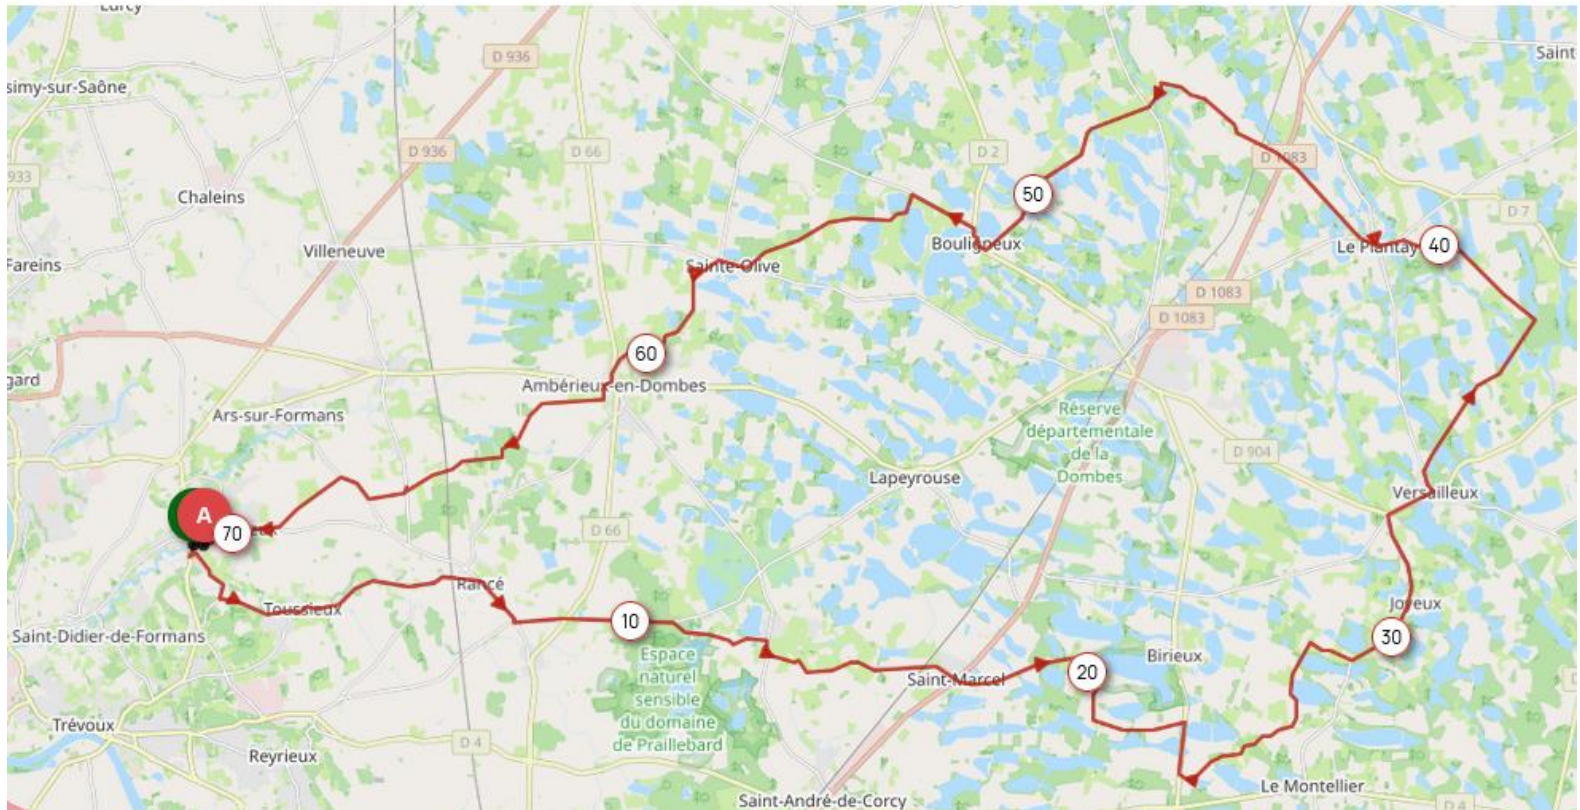 Lurcy
D 936
Saint-
simy-sur-Saône
D 936
D 66
D 2
D 1083
933
Chaleins
50
D 7
Villeneuve
Bouligneux
Le Plantay
40
Fareins
Sainte-Olive
D 1083
D 1083
60
gard
Ambérieux-en-Dombes
Ars-sur-Formans
Réserve
départementale
de la
Dombes
D 904
Lapeyrouse
Versailleux
A
70
D 66
Rancé
Toussieux
Joyeux
10
30
Saint-Didier-de-Formans
Espace
naturel
sensible
du domaine
de Praillebard
Birieux
20
Saint-Marcel
Trévoux
D 4
Reyrieux
Le Montellier
Saint-André-de-Corcy